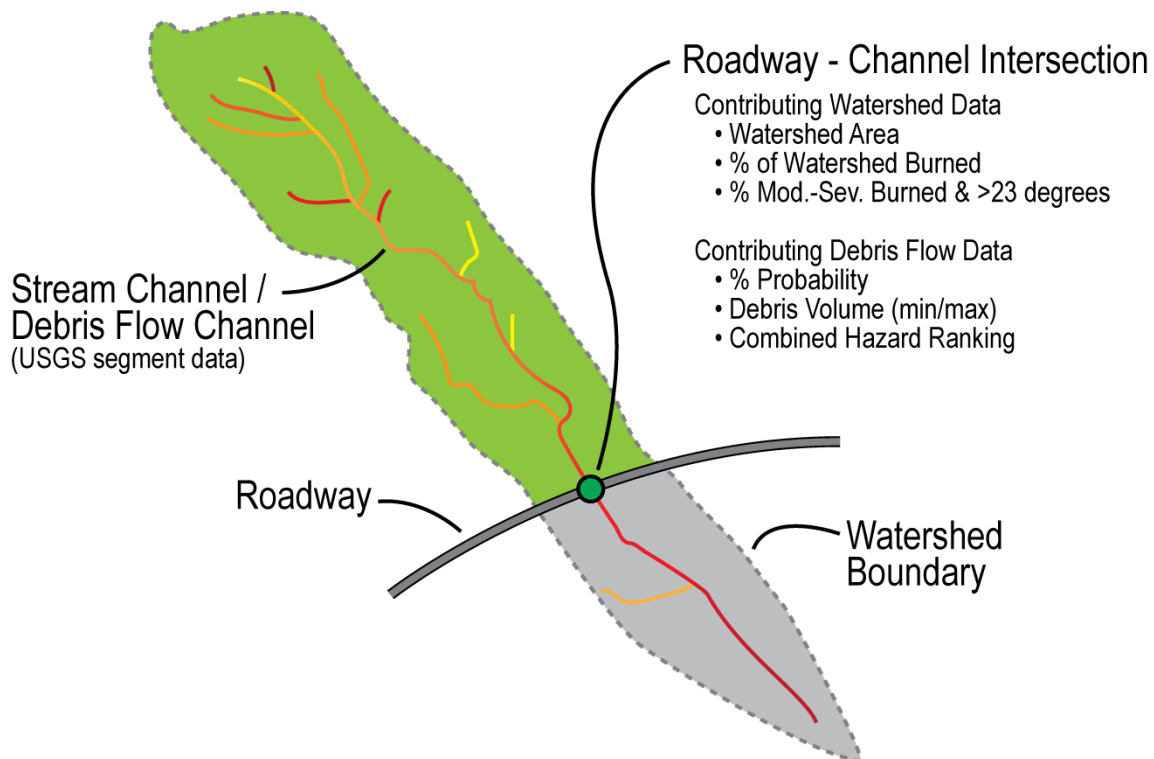 Roadway - Channel Intersection
Contributing Watershed Data
• Watershed Area
• % of Watershed Burned
• % Mod.-Sev. Burned & >23 degrees
Contributing Debris Flow Data
• % Probability
• Debris Volume (min/max)
• Combined Hazard Ranking
Stream Channel /
Debris Flow Channel
(USGS segment data)
Roadway
Watershed
Boundary